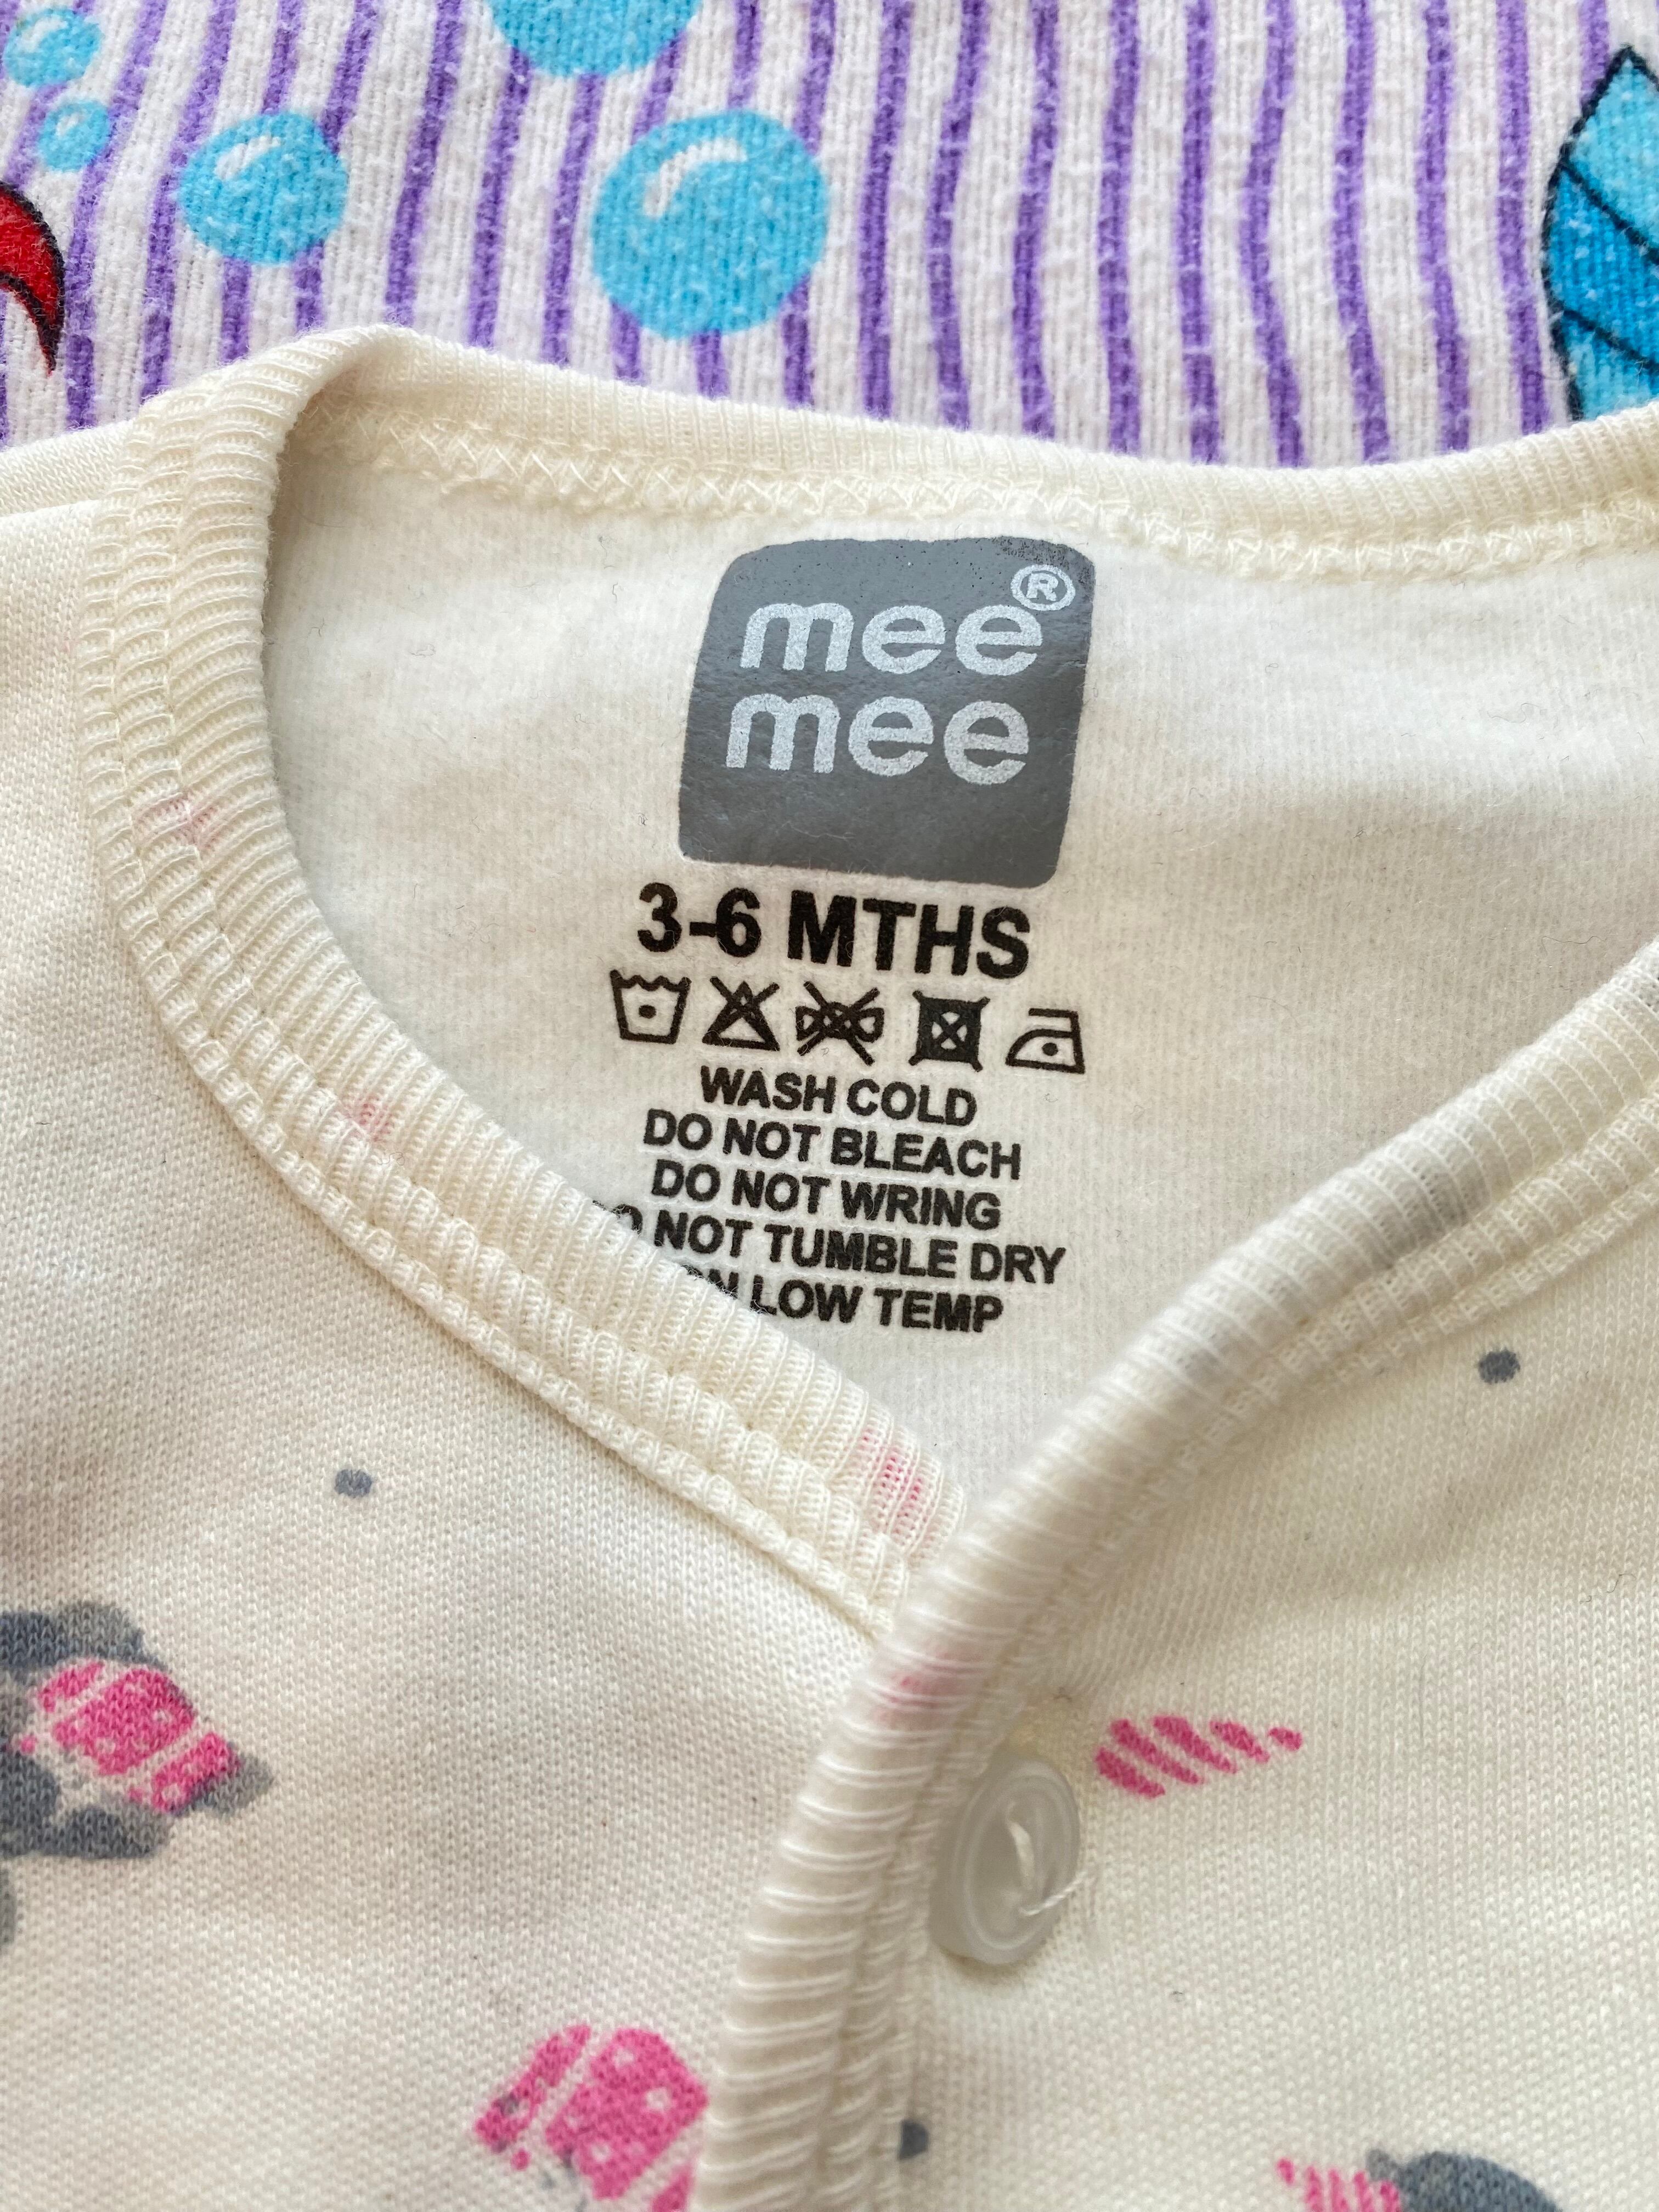 mee®
mee
3-6 MTHS
WASH COLD
DO NOT BLEACH
DO NOT WRING
NOT TUMBLE DRY
LOW TEMP